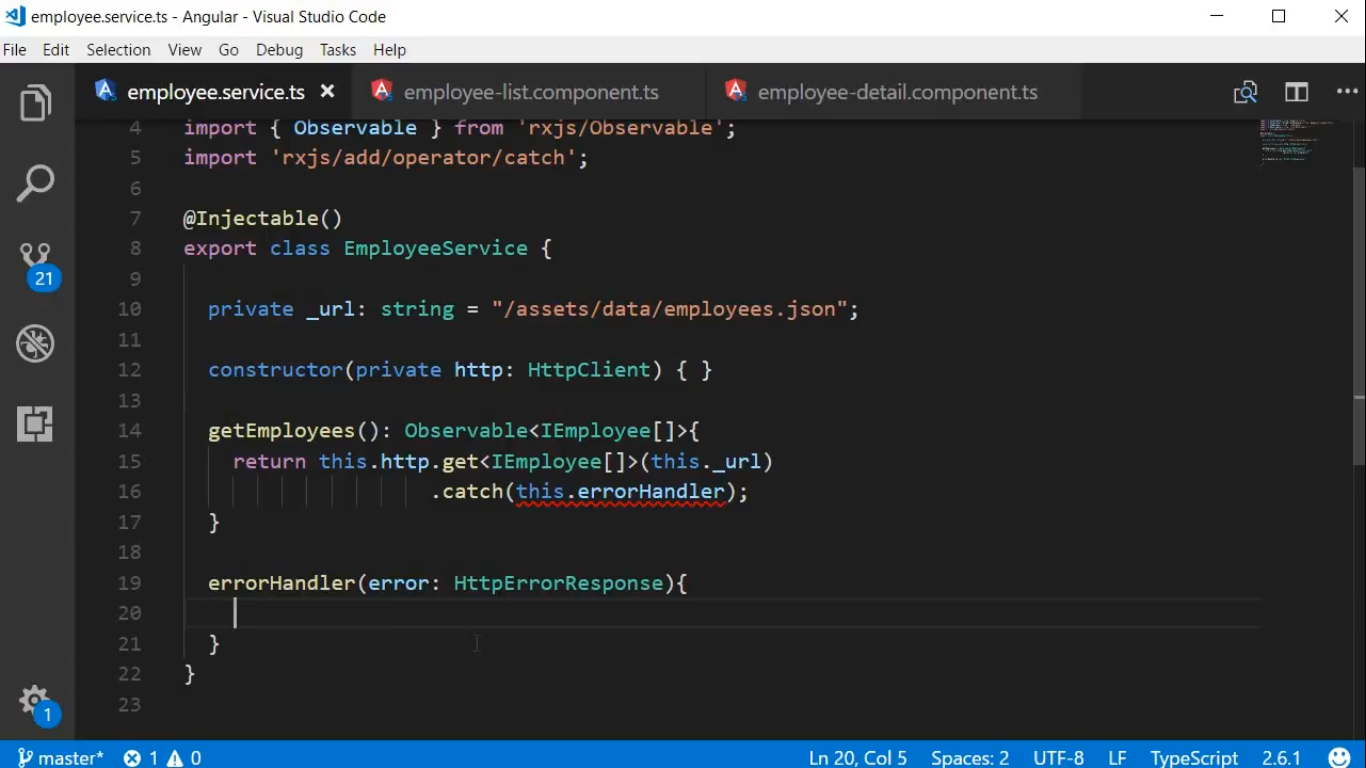 employee.service.ts - Angular - Visual Studio Code
File Edit Selection View Go Debug Tasks Help
employee.service.ts employee-list.component.ts employee-detail.component.ts
4 import { Observable } from 'rxjs/Observable';
5 import 'rxjs/add/operator/catch';
6
7 @Injectable()
8 export class EmployeeService {
9
10 private _url: string = "/assets/data/employees.json";
11
12 constructor(private http: HttpClient) { }
13
14 getEmployees(): Observable<IEmployee[]>{
15 return this.http.get<IEmployee[]>(this._url)
16 .catch(this.errorHandler);
17 }
18
19 errorHandler(error: HttpErrorResponse){
20
21 }
22 }
23
21
1
master* 1 0 Ln 20, Col 5 Spaces: 2 UTF-8 LF TypeScript 2.6.1